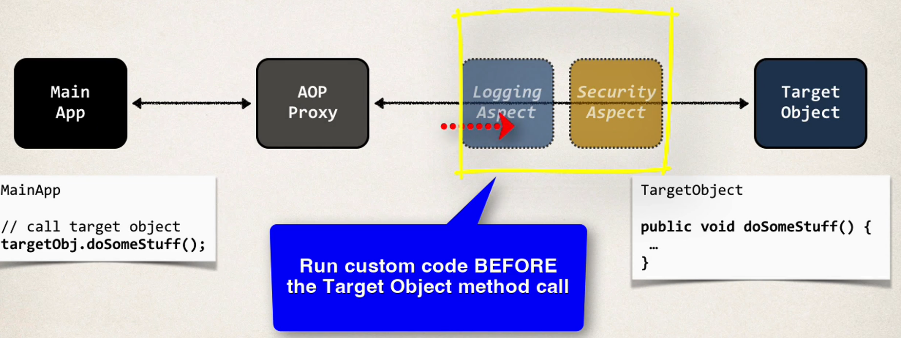 Main
App
AOP
Proxy
Logging
Aspect
Security
Aspect
Target
Object
MainApp
// call target object
targetObj.doSomeStuff();
TargetObject
public void doSomeStuff() {
…
}
Run custom code BEFORE
the Target Object method call